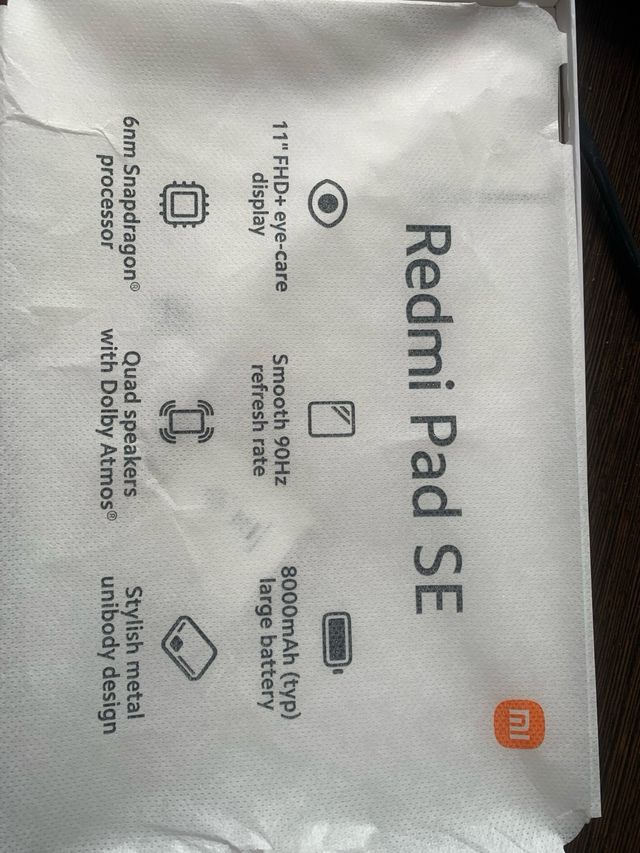 mi
Redmi Pad SE
11" FHD+ eye-care
display
Smooth 90Hz
refresh rate
8000mAh (typ)
large battery
6nm Snapdragon®
processor
Quad speakers
with Dolby Atmos®
Stylish metal
unibody design